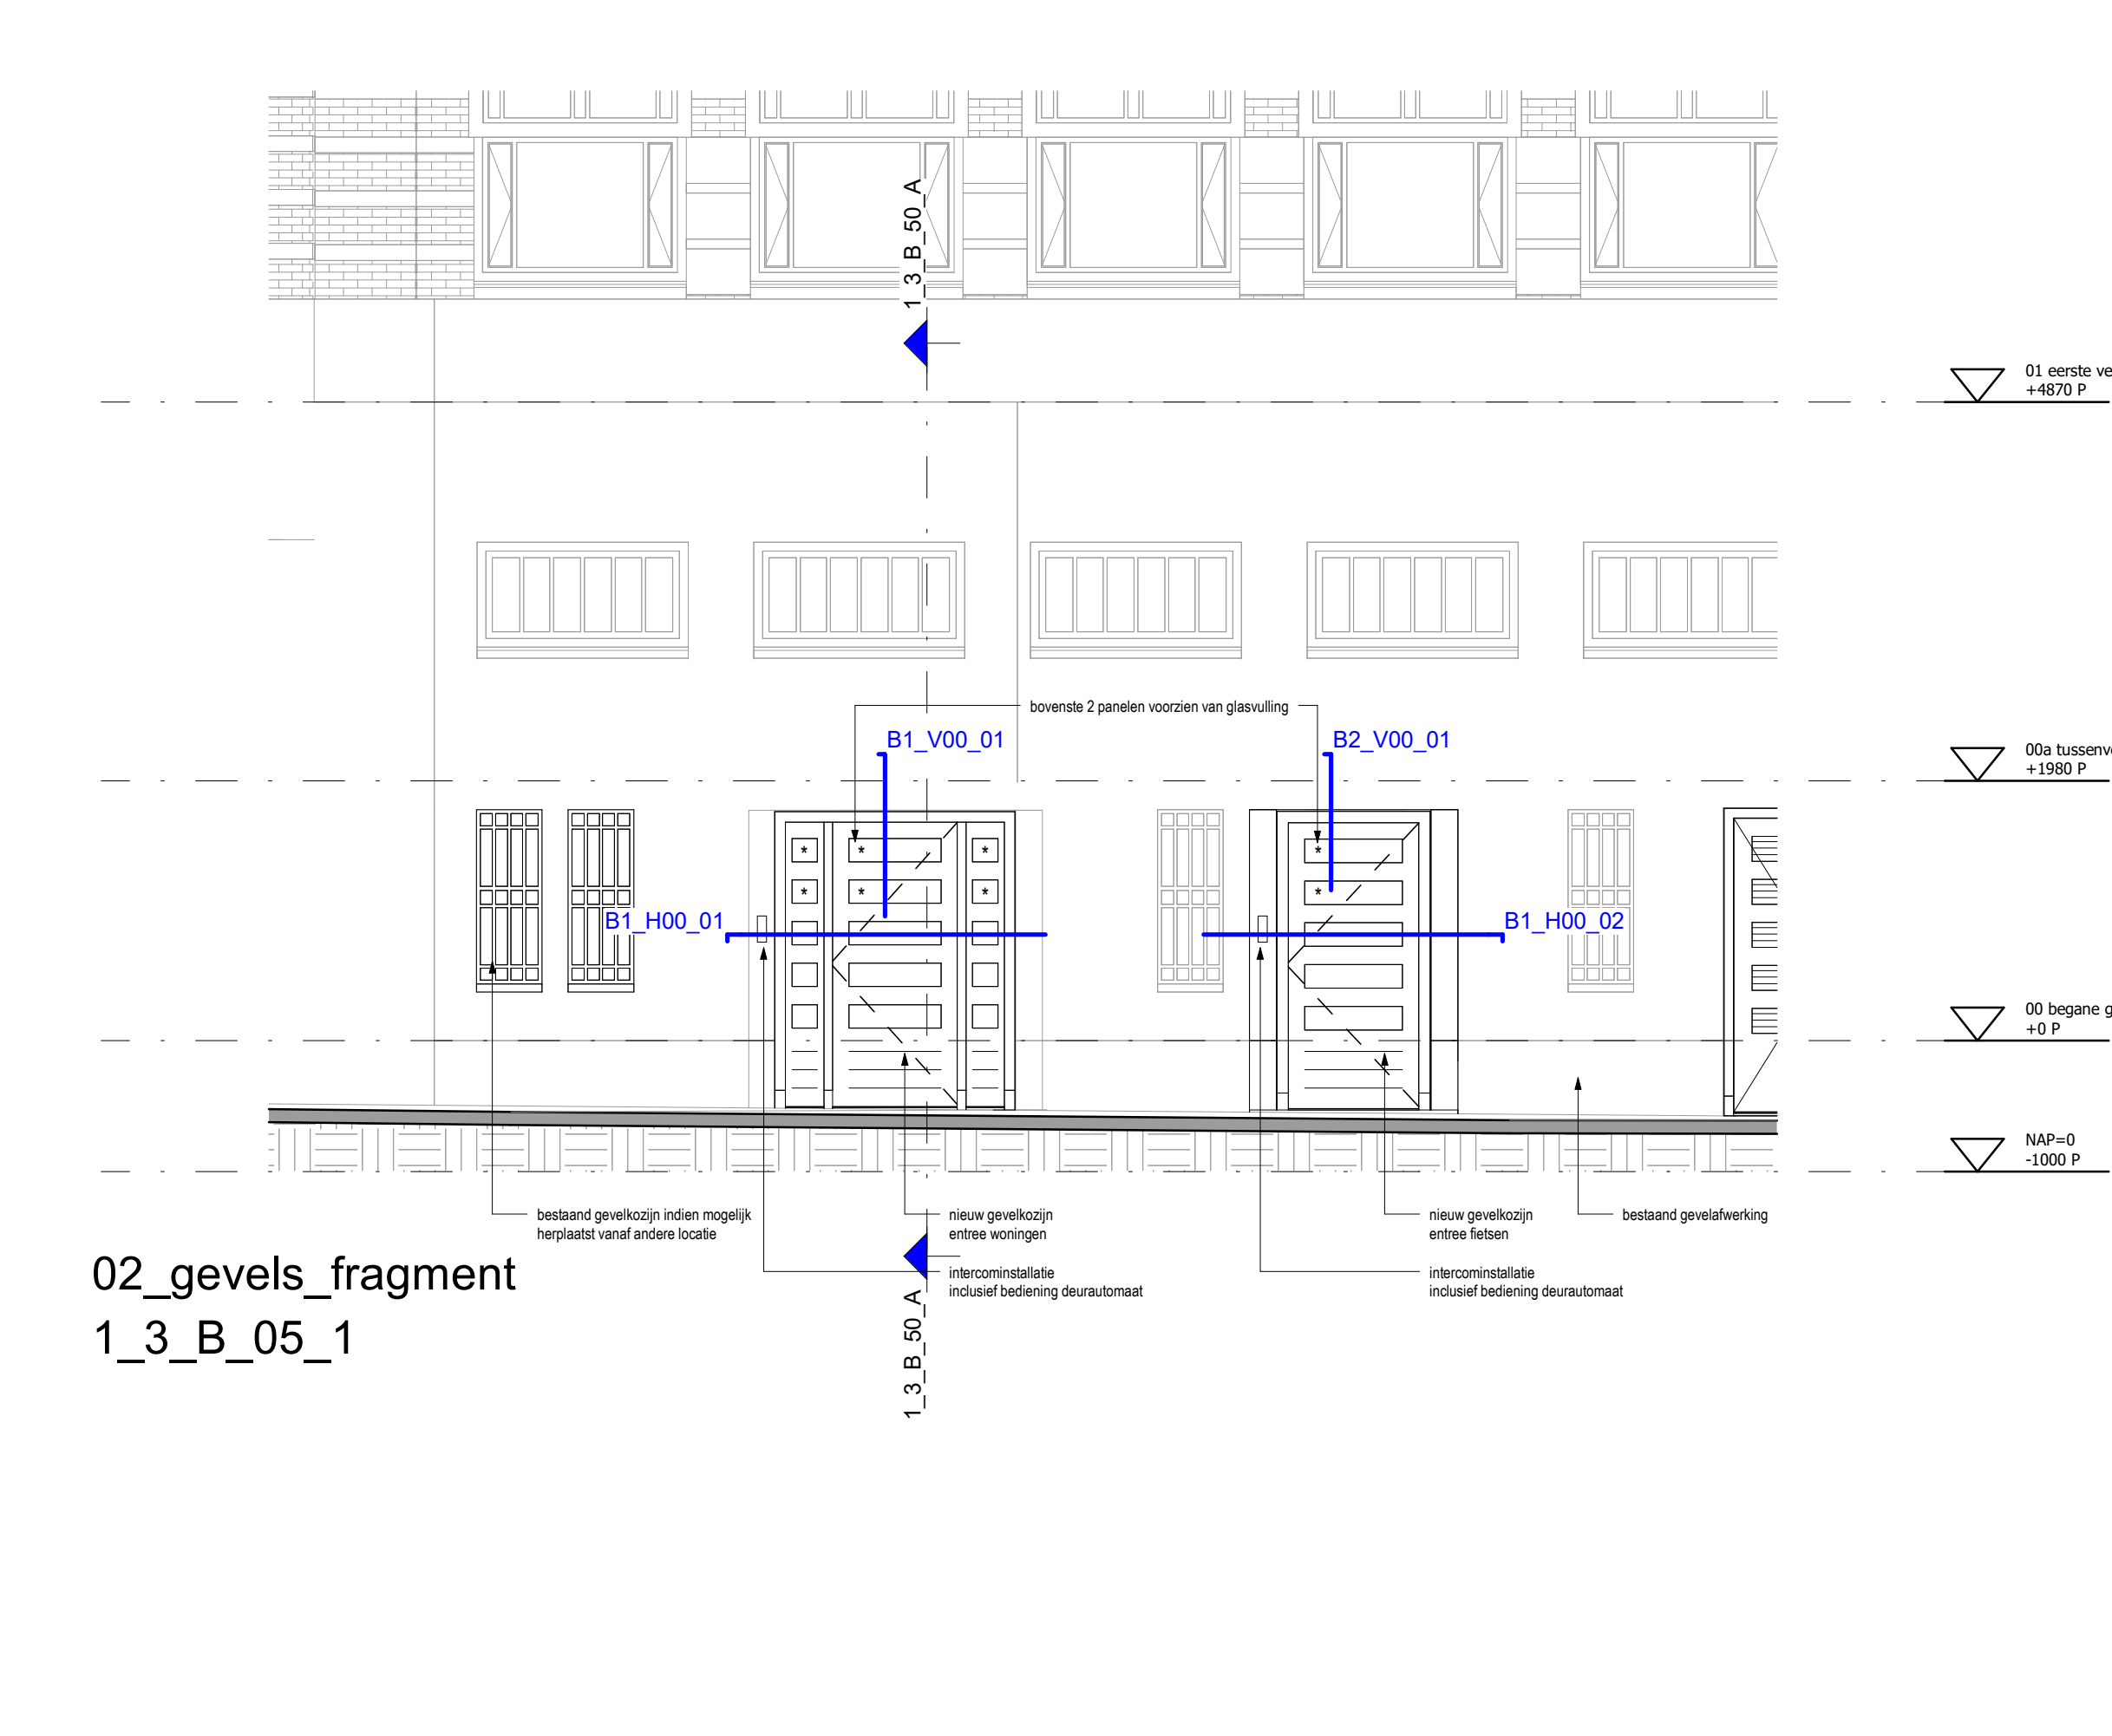 1_3_B_50_A
01 eerste ve
+4870 P
bovenste 2 panelen voorzien van glasvulling
B1_V00_01
B2_V00_01
00a tussenv
+1980 P
* * * *
* * * *
B1_H00_01
B1_H00_02
00 begane g
+0 P
NAP=0
-1000 P
bestaand gevelkozijn indien mogelijk
herplaatst vanaf andere locatie
nieuw gevelkozijn
entree woningen
nieuw gevelkozijn
entree fietsen
bestaand gevelafwerking
intercominstallatie
inclusief bediening deurautomaat
intercominstallatie
inclusief bediening deurautomaat
02_gevels_fragment
1_3_B_05_1
1_3_B_50_A